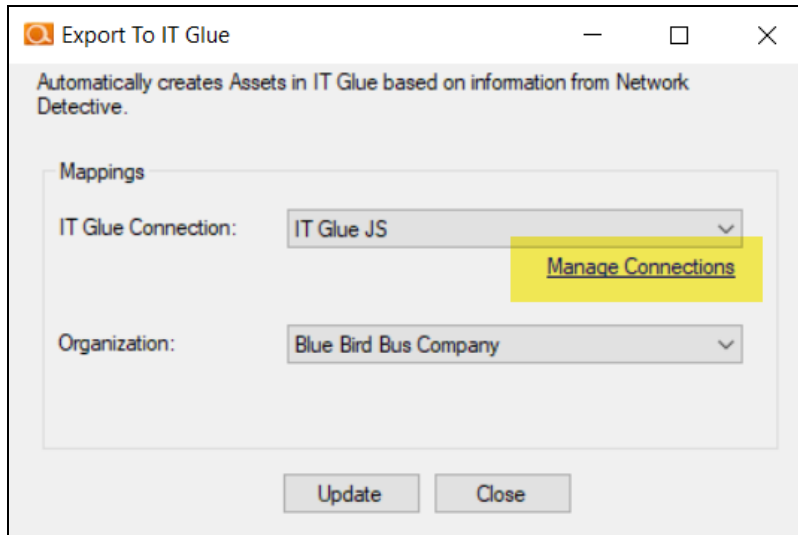 Export To IT Glue
Automatically creates Assets in IT Glue based on information from Network
Detective.
Mappings
IT Glue Connection:
IT Glue JS
Manage Connections
Organization:
Blue Bird Bus Company
Update
Close